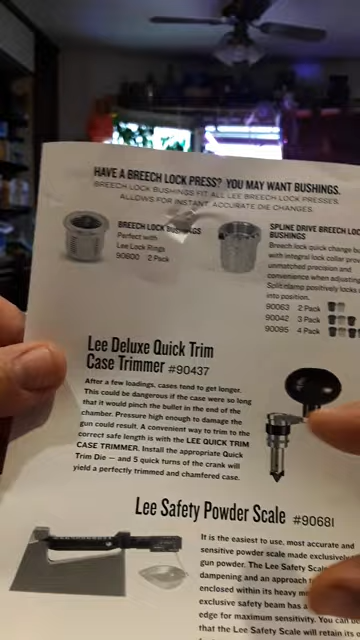 HAVE A BREECH LOCK PRESS? YOU MAY WANT BUSHINGS.
BREECH LOCK BUSHINGS FIT ALL LEE BREECH LOCK PRESSES.
ALLOWS FOR INSTANT, ACCURATE DIE CHANGES.
BREECH LOCK BUSHINGS
Perfect with
Lee Lock Rings
90600 2 Pack
SPLINE DRIVE BREECH LOC
BUSHINGS
Breech lock quick change bu
with integral lock collar prov
unmatched precision and
convenience when adjusting
Split clamp positively locks
into position.
90063 2 Pack
90042 3 Pack
90095 4 Pack
Lee Deluxe Quick Trim
Case Trimmer #90437
After a few loadings, cases tend to get longer.
This could be dangerous if the case were so long
that it would pinch the bullet in the end of the
chamber. Pressure high enough to damage the
gun could result. A convenient way to trim to the
correct safe length is with the LEE QUICK TRIM
CASE TRIMMER. Install the appropriate Quick
Trim Die — and 5 quick turns of the crank will
yield a perfectly trimmed and chamfered case.
Lee Safety Powder Scale #90681
It is the easiest to use, most accurate and
sensitive powder scale made exclusively
gun powder. The Lee Safety Scale
dampening and an approach t
enclosed within its heavy m
exclusive safety beam has a
edge for maximum sensitivity. You can b
that the Lee Safety Scale will retain its